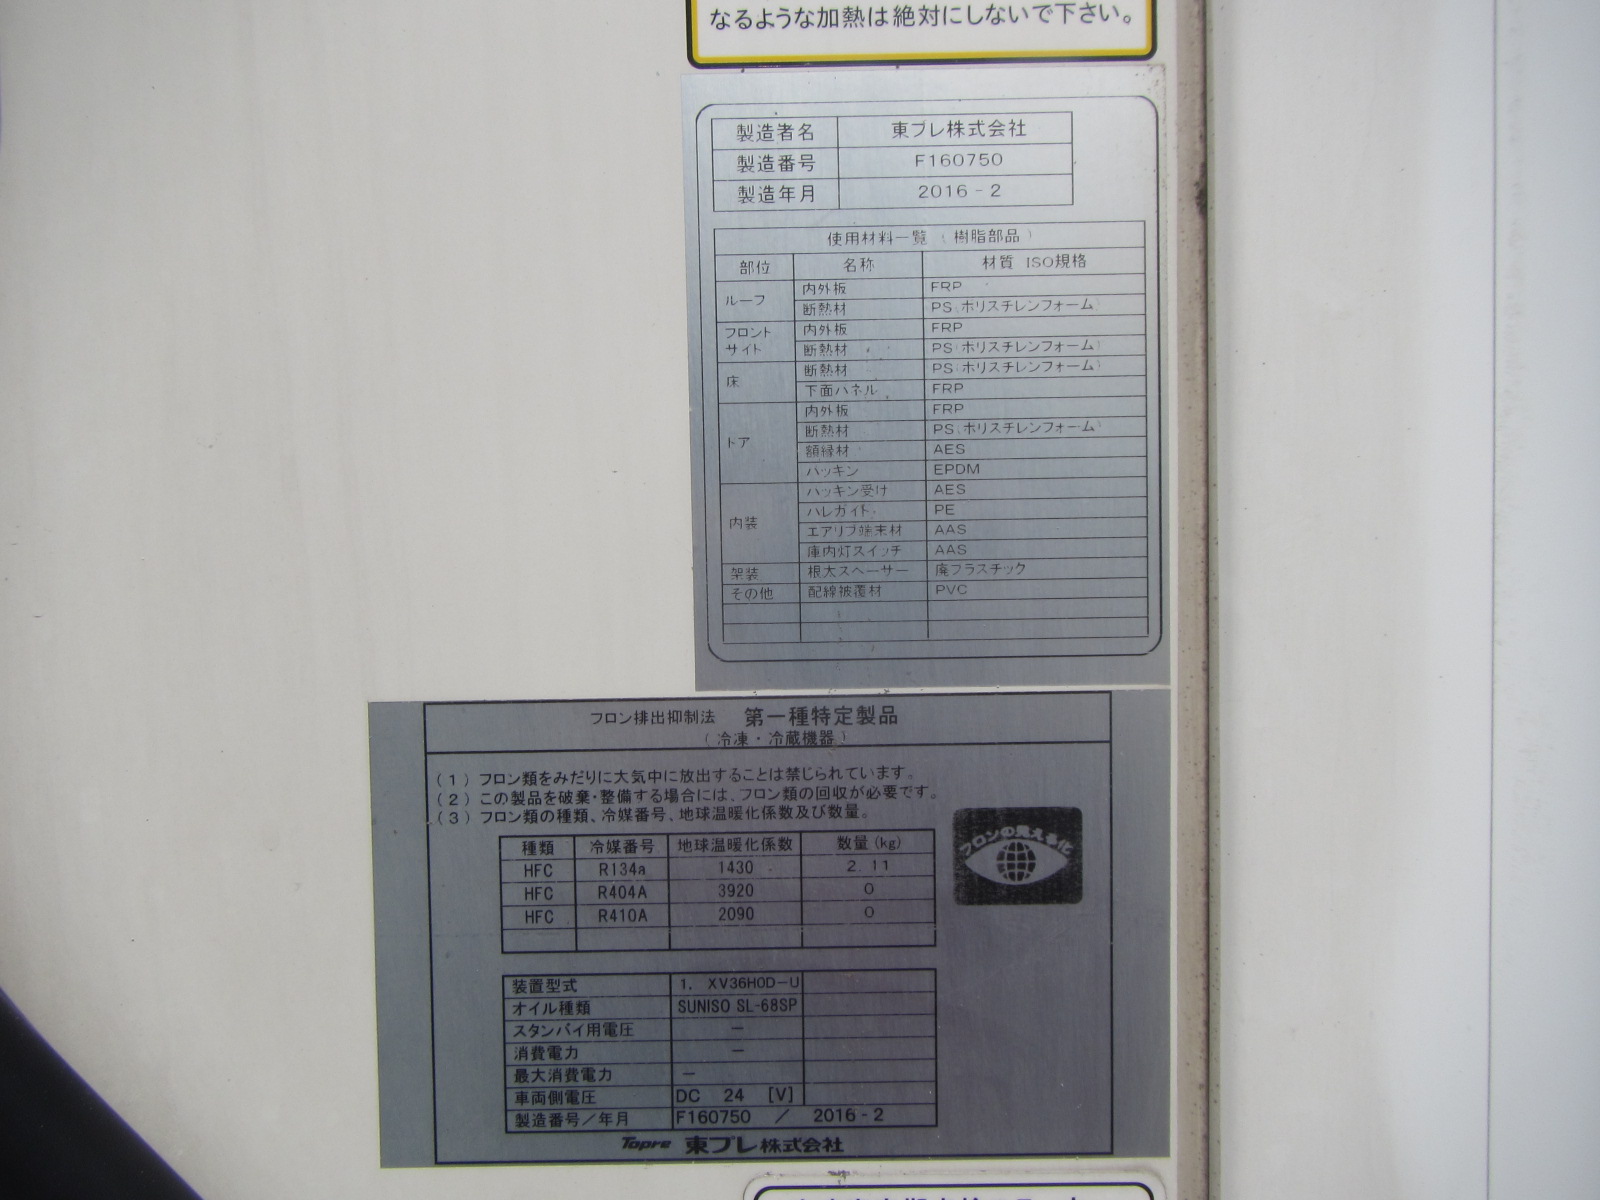 なるような加熱は絶対にしないで下さい。
製造者名 東プレ株式会社
製造番号 F160750
製造年月 2016-2
使用材料一覧（樹脂部品）
部位 名称 材質 ISO規格
ルーフ 内外板 FRP
断熱材 PS(ポリスチレンフォーム)
フロント サイド 内外板 FRP
断熱材 PS(ポリスチレンフォーム)
床 断熱材 PS(ポリスチレンフォーム)
下面パネル FRP
ドア 内外板 FRP
断熱材 PS(ポリスチレンフォーム)
額縁材 AES
パッキン EPDM
内装 パッキン受け AES
バレガイド PE
エアリブ端末材 AAS
庫内灯スイッチ AAS
架装 根太スペーサー 廃プラスチック
その他 配線被覆材 PVC
フロン排出抑制法 第一種特定製品
（冷凍・冷蔵機器）
（1）フロン類をみだりに大気中に放出することは禁じられています。
（2）この製品を破棄・整備する場合には、フロン類の回収が必要です。
（3）フロン類の種類、冷媒番号、地球温暖化係数及び数量。
フロンの見える化
種類 冷媒番号 地球温暖化係数 数量(kg)
HFC R134a 1430 2.11
HFC R404A 3920 0
HFC R410A 2090 0
装置型式 1. XV36H0D-U
オイル種類 SUNISO SL-68SP
スタンバイ用電圧 －
消費電力 －
最大消費電力 －
車両側電圧 DC 24 [V]
製造番号／年月 F160750 ／ 2016-2
Topre 東プレ株式会社